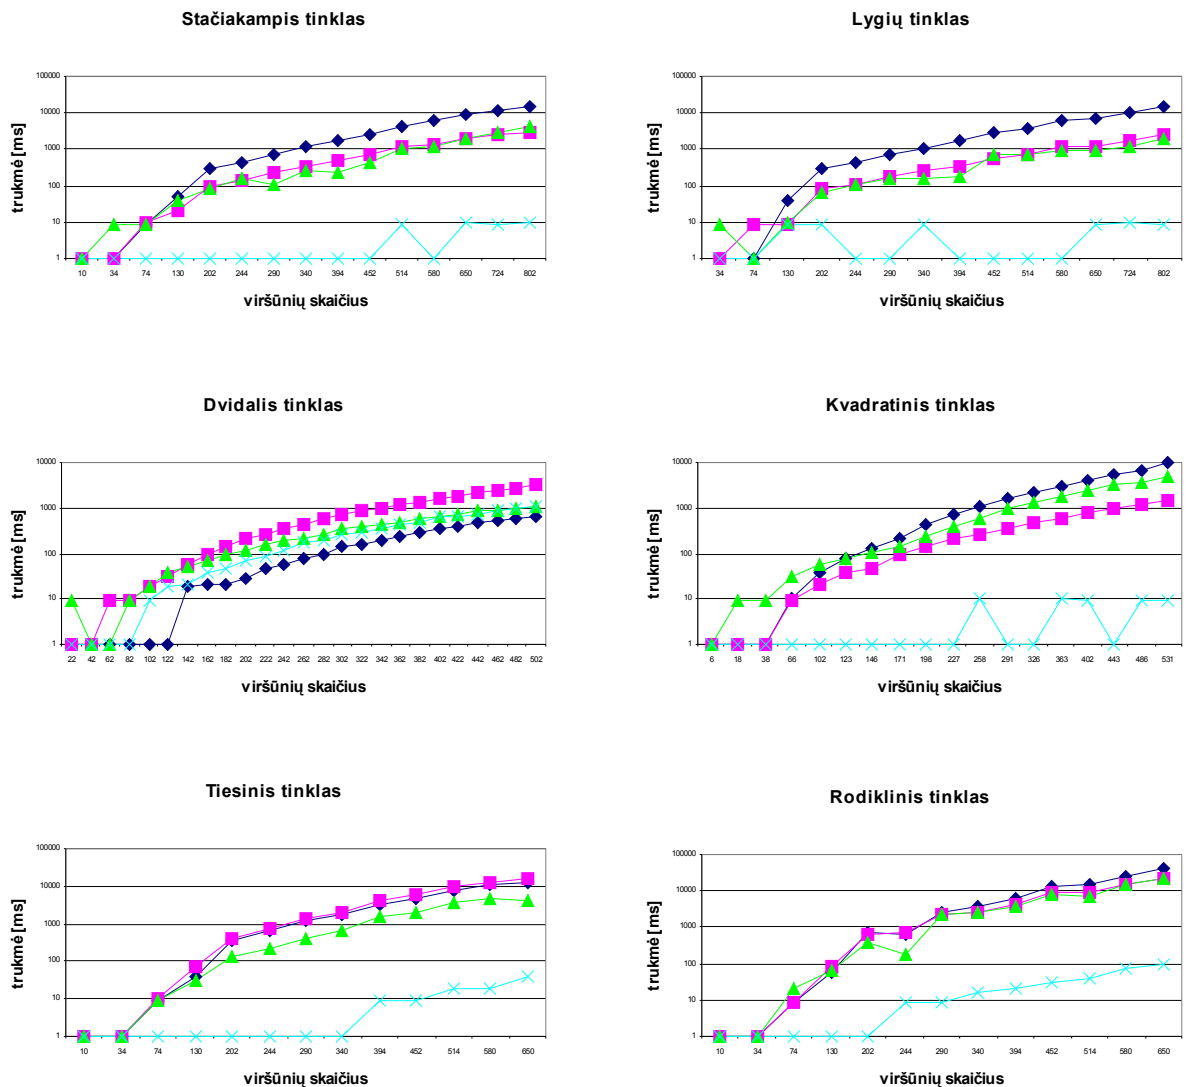 Stačiakampis tinklas
trukmė [ms]
100000
10000
1000
100
10
1
10 34 74 130 202 244 290 340 394 452 514 580 650 724 802
viršūnių skaičius
Lygių tinklas
trukmė [ms]
100000
10000
1000
100
10
1
34 74 130 202 244 290 340 394 452 514 580 650 724 802
viršūnių skaičius
Dvidalis tinklas
trukmė [ms]
10000
1000
100
10
1
22 42 62 82 102 122 142 162 182 202 222 242 262 282 302 322 342 362 382 402 422 442 462 482 502
viršūnių skaičius
Kvadratinis tinklas
trukmė [ms]
10000
1000
100
10
1
6 18 38 66 102 123 146 171 198 227 258 291 326 363 402 443 486 531
viršūnių skaičius
Tiesinis tinklas
trukmė [ms]
100000
10000
1000
100
10
1
10 34 74 130 202 244 290 340 394 452 514 580 650
viršūnių skaičius
Rodiklinis tinklas
trukmė [ms]
100000
10000
1000
100
10
1
10 34 74 130 202 244 290 340 394 452 514 580 650
viršūnių skaičius